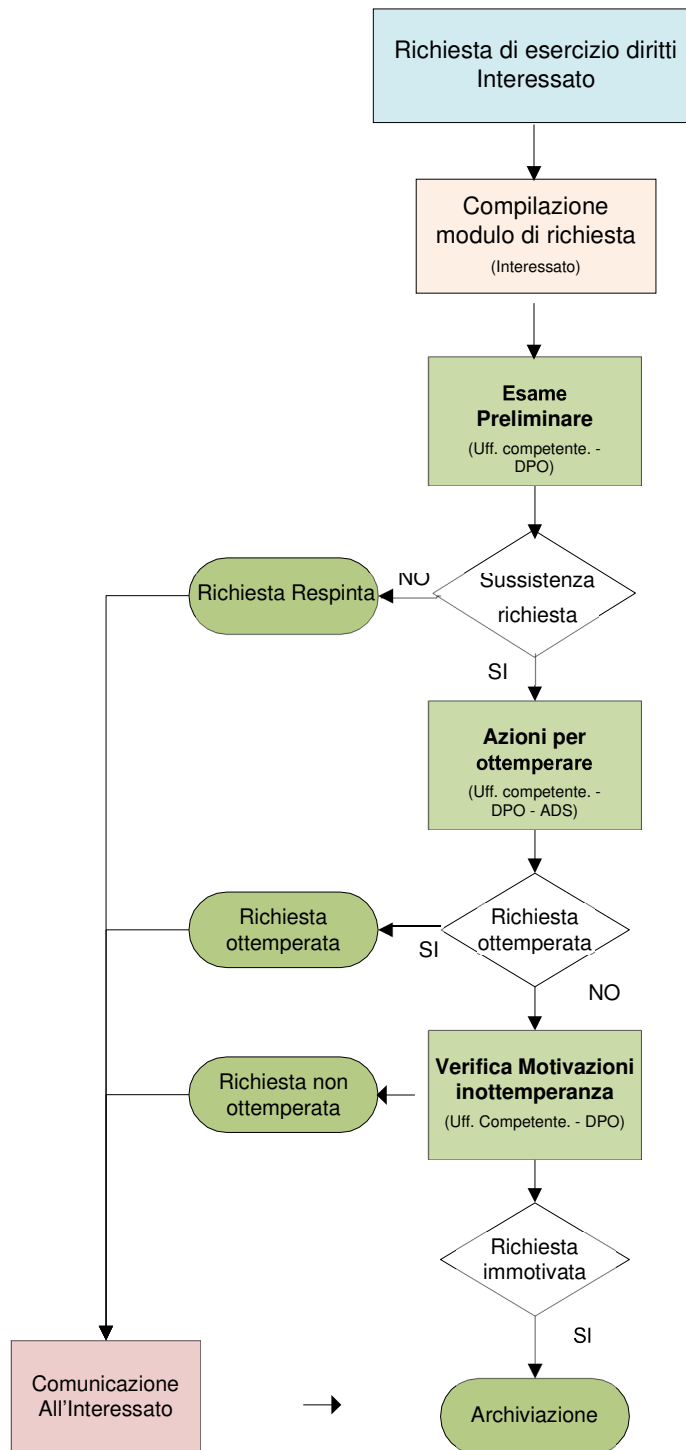 Richiesta di esercizio diritti
Interessato
Compilazione
modulo di richiesta
(Interessato)
Esame
Preliminare
(Uff. competente. -
DPO)
Richiesta Respinta
NO
Sussistenza
richiesta
SI
Azioni per
ottemperare
(Uff. competente. -
DPO - ADS)
Richiesta
ottemperata
SI
Richiesta
ottemperata
NO
Richiesta non
ottemperata
Verifica Motivazioni
inottemperanza
(Uff. Competente. - DPO)
Richiesta
immotivata
SI
Comunicazione
All'Interessato
Archiviazione